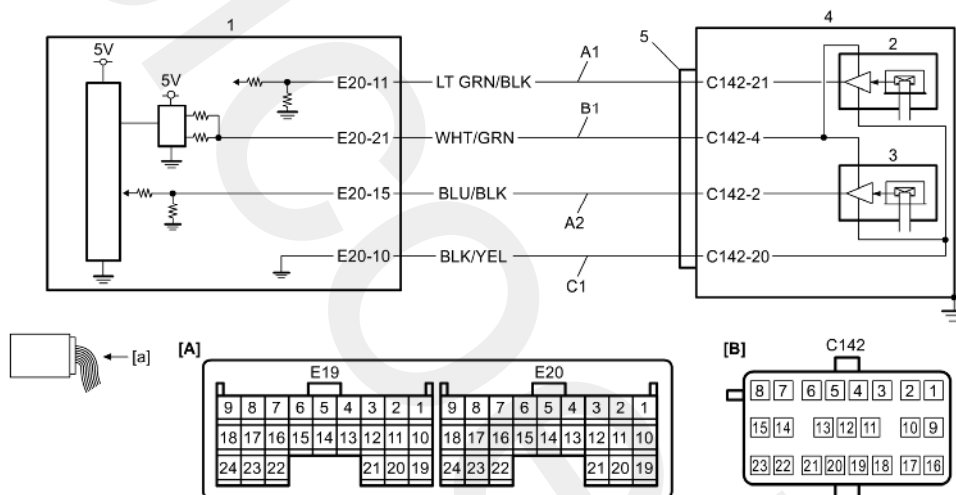 1
4
5V
5
A1
2
5V
E20-11 LT GRN/BLK C142-21
B1
E20-21 WHT/GRN C142-4
3
E20-15 BLU/BLK C142-2
A2
E20-10 BLK/YEL C142-20
C1
[a]
[A]
E19 E20
9 8 7 6 5 4 3 2 1 9 8 7 6 5 4 3 2 1
18 17 16 15 14 13 12 11 10 18 17 16 15 14 13 12 11 10
24 23 22 21 20 19 24 23 22 21 20 19
[B]
C142
8 7 6 5 4 3 2 1
15 14 13 12 11 10 9
23 22 21 20 19 18 17 16